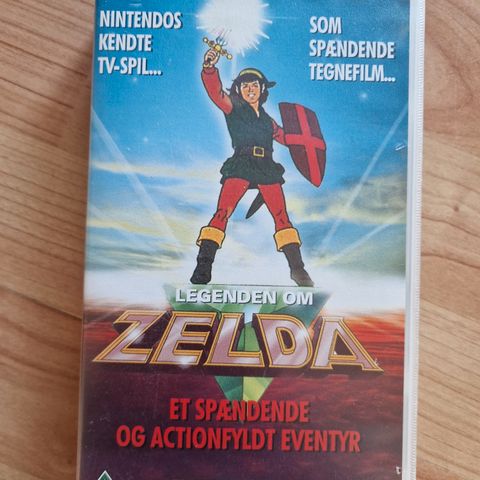 NINTENDOS
KENDTE
TV-SPIL...
SOM
SPÆNDENDE
TEGNEFILM...
LEGENDEN OM
ZELDA
ET SPÆNDENDE
OG ACTIONFYLDT EVENTYR